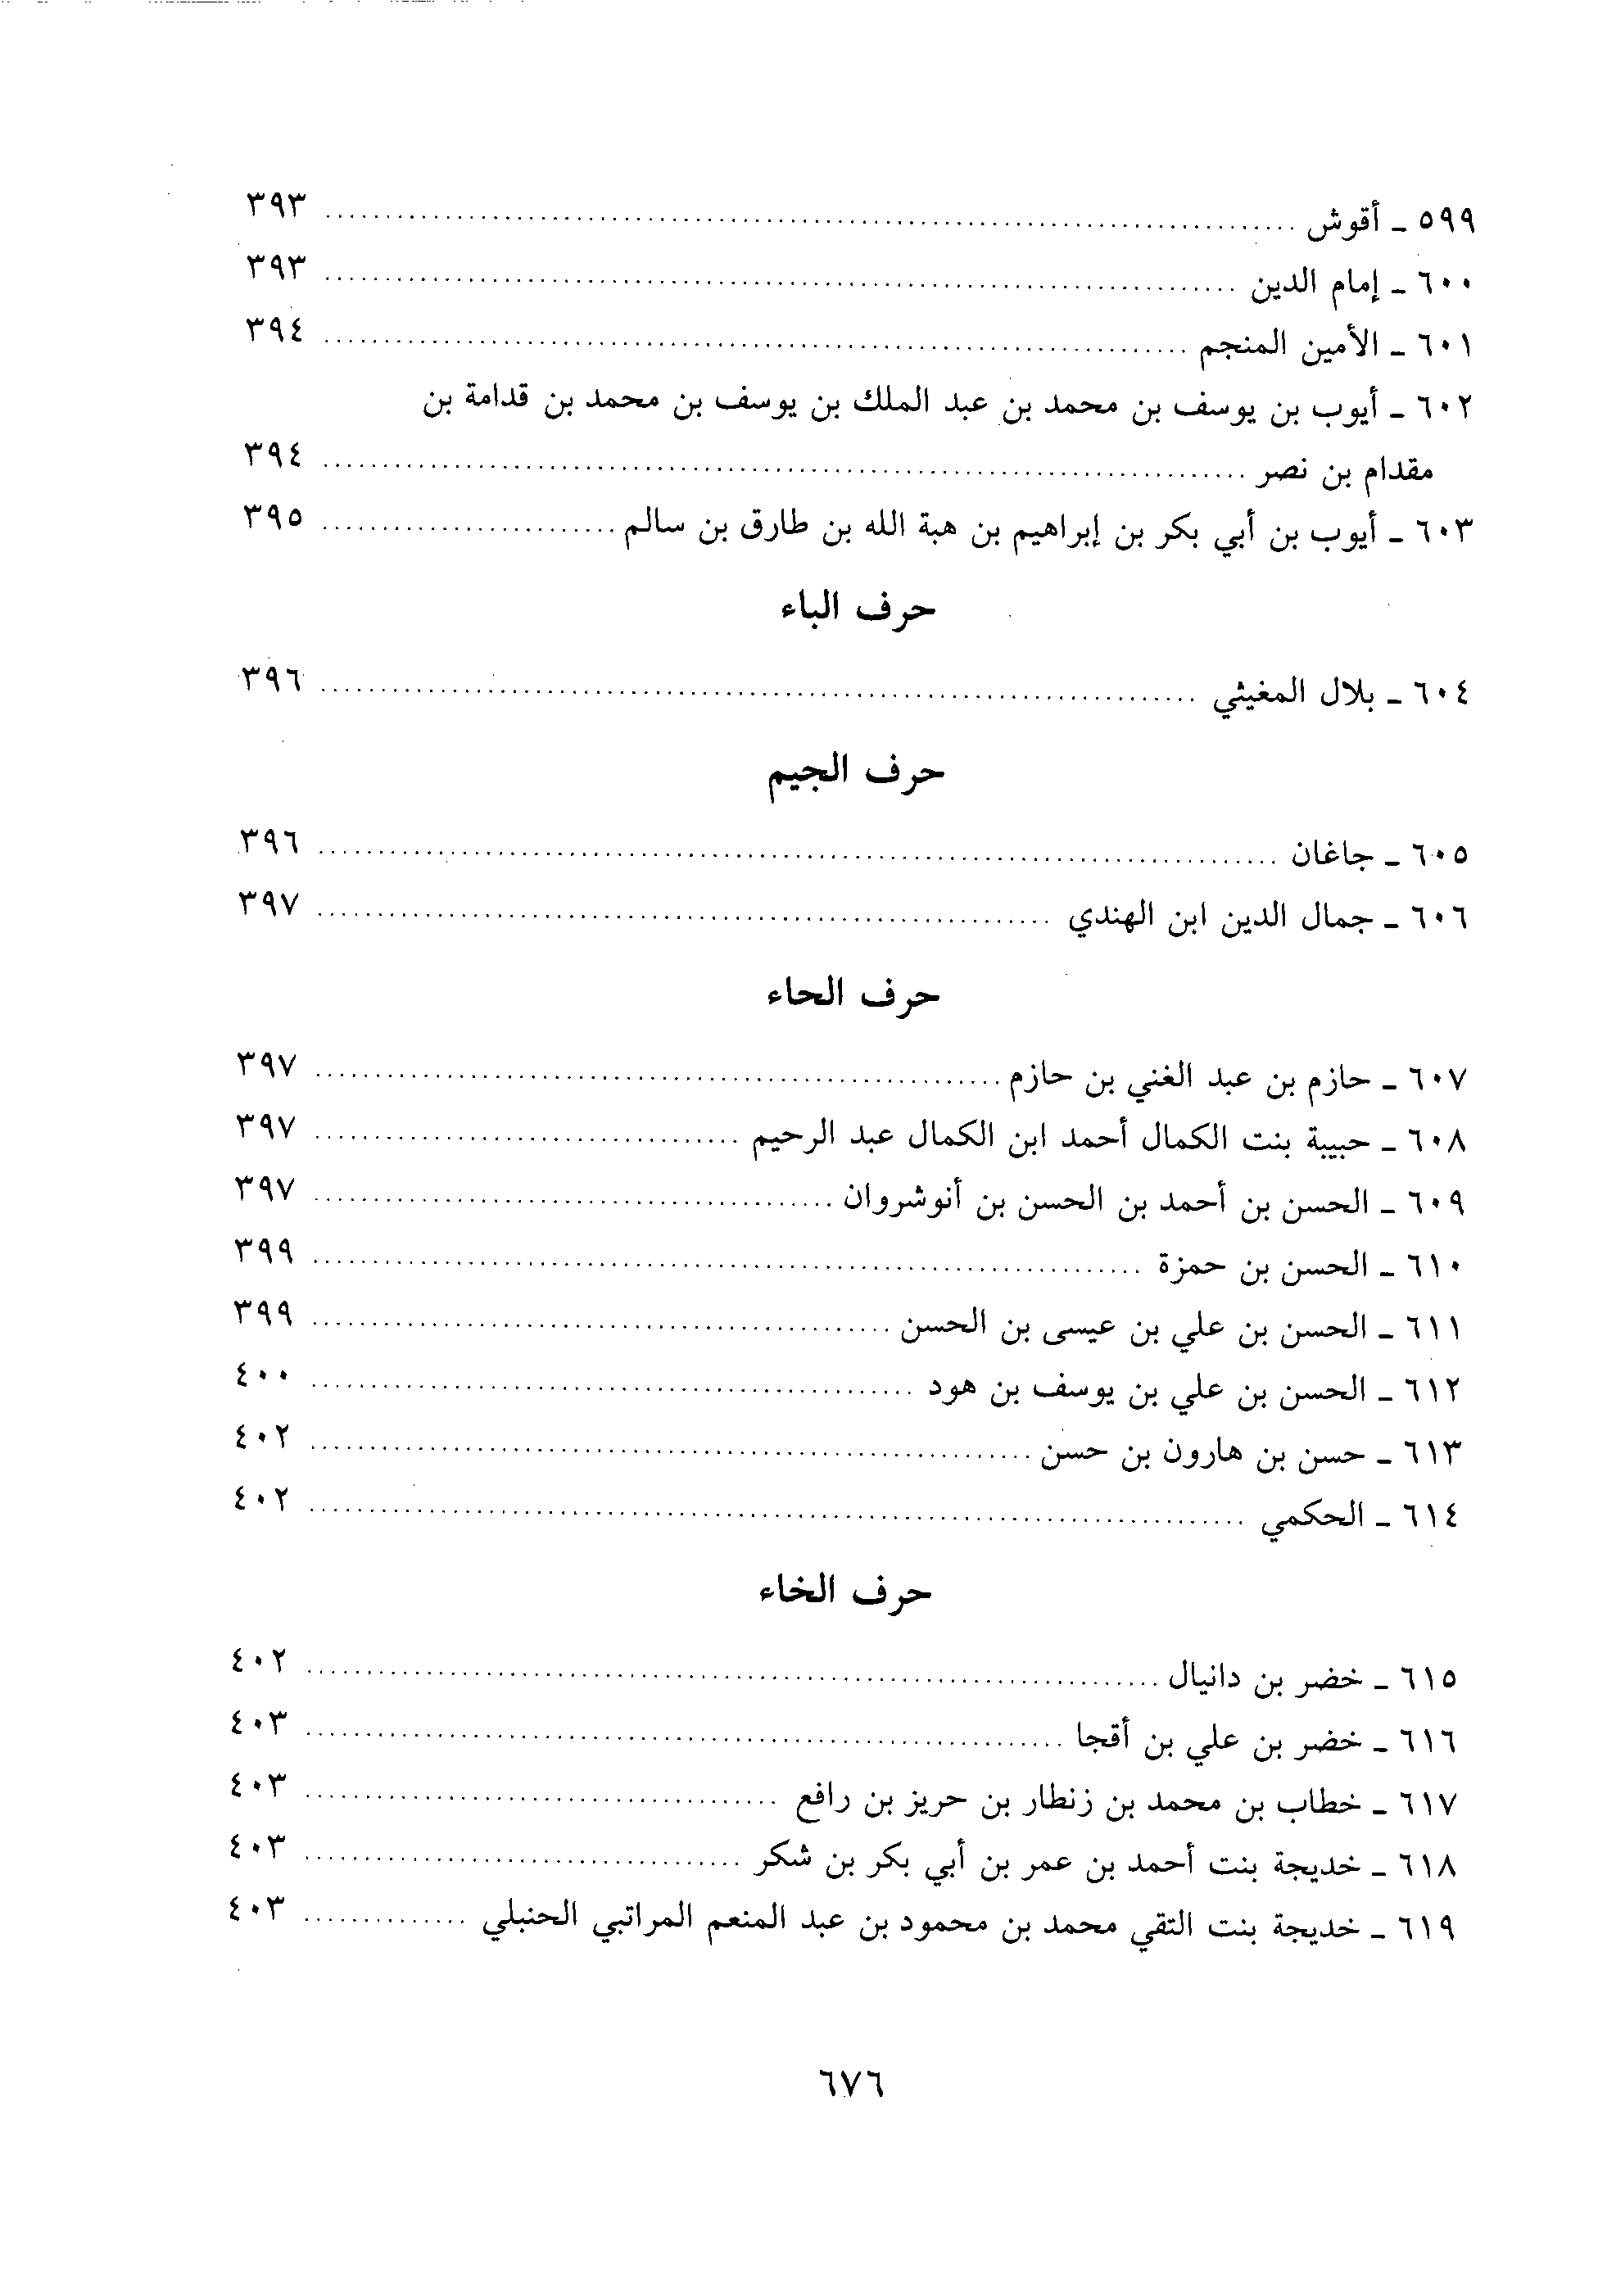 ٥٩٩ ـ أقوش ........ ٣٩٣
٦٠٠ ـ إمام الدين ........ ٣٩٣
٦٠١ ـ الأمين المنجم ........ ٣٩٤
٦٠٢ ـ أيوب بن يوسف بن محمد بن عبد الملك بن يوسف بن محمد بن قدامة بن
مقدام بن نصر ........ ٣٩٤
٦٠٣ ـ أيوب بن أبي بكر بن إبراهيم بن هبة الله بن طارق بن سالم ........ ٣٩٥
حرف الباء
٦٠٤ ـ بلال المغيثي ........ ٣٩٦
حرف الجيم
٦٠٥ ـ جاغان ........ ٣٩٦
٦٠٦ ـ جمال الدين ابن الهندي ........ ٣٩٧
حرف الحاء
٦٠٧ ـ حازم بن عبد الغني بن حازم ........ ٣٩٧
٦٠٨ ـ حبيبة بنت الكمال أحمد ابن الكمال عبد الرحيم ........ ٣٩٧
٦٠٩ ـ الحسن بن أحمد بن الحسن بن أنوشروان ........ ٣٩٧
٦١٠ ـ الحسن بن حمزة ........ ٣٩٩
٦١١ ـ الحسن بن علي بن عيسى بن الحسن ........ ٣٩٩
٦١٢ ـ الحسن بن علي بن يوسف بن هود ........ ٤٠٠
٦١٣ ـ حسن بن هارون بن حسن ........ ٤٠٢
٦١٤ ـ الحكمي ........ ٤٠٢
حرف الخاء
٦١٥ ـ خضر بن دانيال ........ ٤٠٢
٦١٦ ـ خضر بن علي بن أقجا ........ ٤٠٣
٦١٧ ـ خطاب بن محمد بن زنطار بن حريز بن رافع ........ ٤٠٣
٦١٨ ـ خديجة بنت أحمد بن عمر بن أبي بكر بن شكر ........ ٤٠٣
٦١٩ ـ خديجة بنت التقي محمد بن محمود بن عبد المنعم المراتبي الحنبلي ........ ٤٠٣
٦٧٦